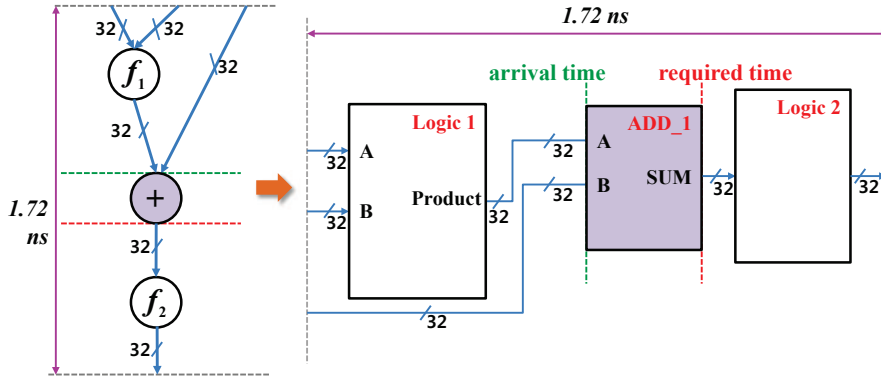 1.72 ns
32
32
32
f1
32
+
1.72
ns
32
f2
32
arrival time
required time
Logic 1
ADD_1
Logic 2
32
A
32
B
Product
32
32
A
32
B
SUM
32
32
32